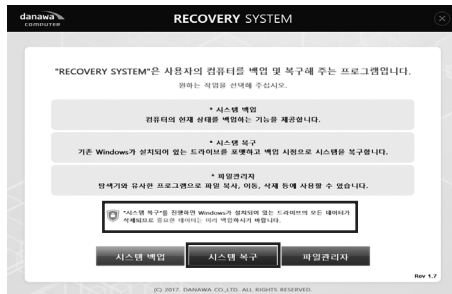 danawa
COMPUTER
RECOVERY SYSTEM
"RECOVERY SYSTEM"은 사용자의 컴퓨터를 백업 및 복구해 주는 프로그램입니다.
원하는 작업을 선택해 주십시오.
* 시스템 백업
컴퓨터의 현재 상태를 백업하는 기능을 제공합니다.
* 시스템 복구
기존 Windows가 설치되어 있는 드라이브를 포맷하고 백업 시점으로 시스템을 복구합니다.
* 파일관리자
탐색기와 유사한 프로그램으로 파일 복사, 이동, 삭제 등에 사용할 수 있습니다.
"시스템 복구"를 진행하면 Windows가 설치되어 있는 드라이브의 모든 데이터가
삭제되므로 중요한 데이터는 미리 백업하시기 바랍니다.
시스템 백업 시스템 복구 파일관리자
Rev 1.7
(C) 2017. DANAWA CO.,LTD. ALL RIGHTS RESERVED.